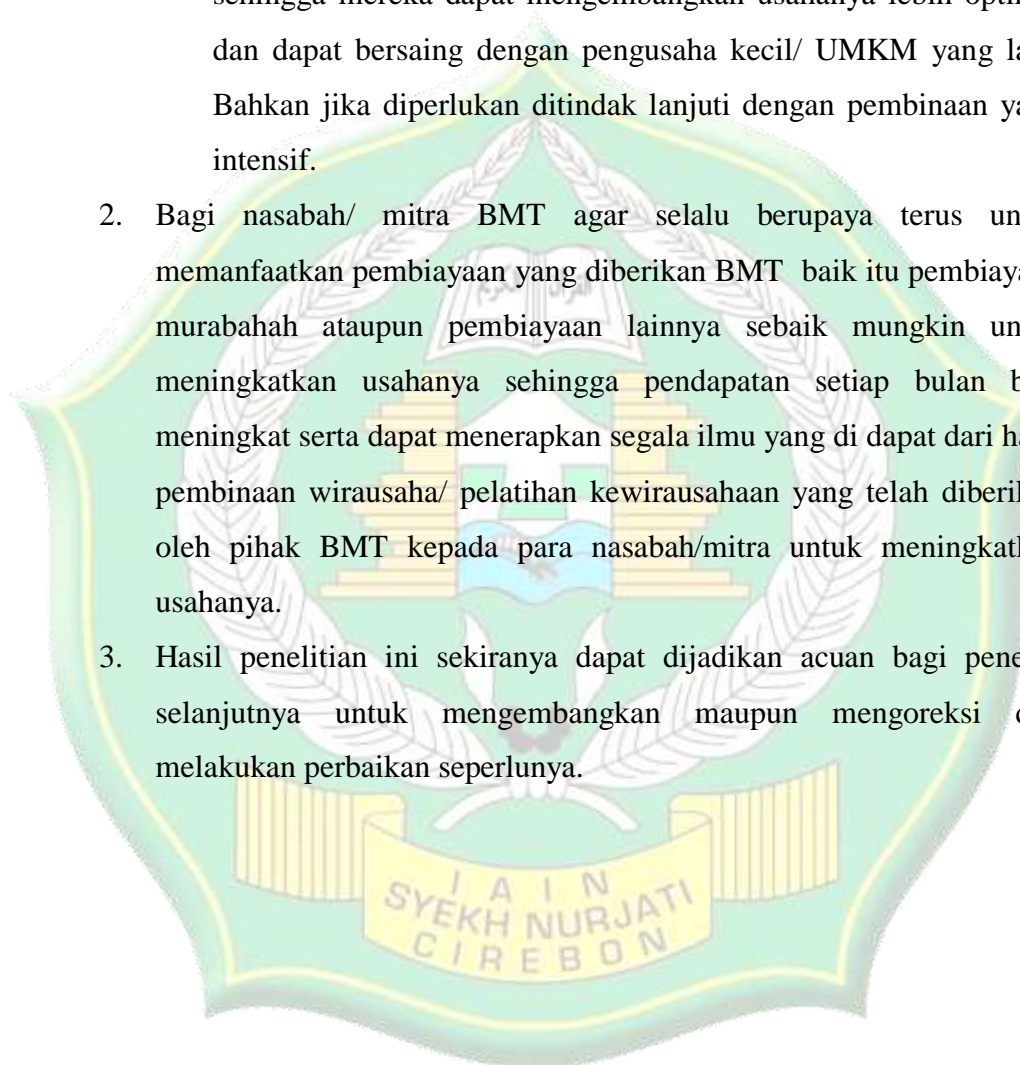 sehingga mereka dapat mengembangkan usahanya lebih opti
dan dapat bersaing dengan pengusaha kecil/ UMKM yang la
Bahkan jika diperlukan ditindak lanjuti dengan pembinaan ya
intensif.
2. Bagi nasabah/ mitra BMT agar selalu berupaya terus un
memanfaatkan pembiayaan yang diberikan BMT baik itu pembiaya
murabahah ataupun pembiayaan lainnya sebaik mungkin un
meningkatkan usahanya sehingga pendapatan setiap bulan b
meningkat serta dapat menerapkan segala ilmu yang di dapat dari ha
pembinaan wirausaha/ pelatihan kewirausahaan yang telah diberik
oleh pihak BMT kepada para nasabah/mitra untuk meningkatk
usahanya.
3. Hasil penelitian ini sekiranya dapat dijadikan acuan bagi pene
selanjutnya untuk mengembangkan maupun mengoreksi d
melakukan perbaikan seperlunya.
IAIN
SYEKH NURJATI
CIREBON